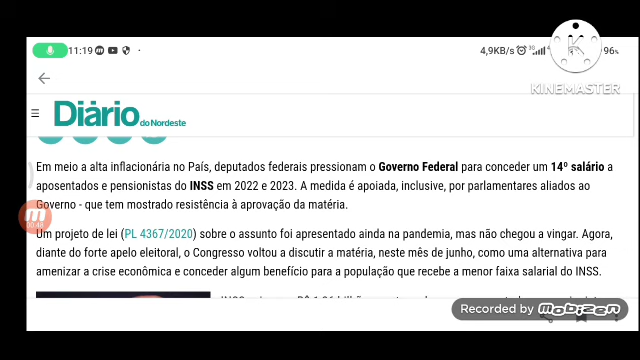 11:19
4,9KB/s
96%
KINEMASTER
Diário
do Nordeste
Em meio a alta inflacionária no País, deputados federais pressionam o Governo Federal para conceder um 14º salário a
aposentados e pensionistas do INSS em 2022 e 2023. A medida é apoiada, inclusive, por parlamentares aliados ao
Governo - que tem mostrado resistência à aprovação da matéria.
00:48
Um projeto de lei (PL 4367/2020) sobre o assunto foi apresentado ainda na pandemia, mas não chegou a vingar. Agora,
diante do forte apelo eleitoral, o Congresso voltou a discutir a matéria, neste mês de junho, como uma alternativa para
amenizar a crise econômica e conceder algum benefício para a população que recebe a menor faixa salarial do INSS.
Recorded by MOBIZEN